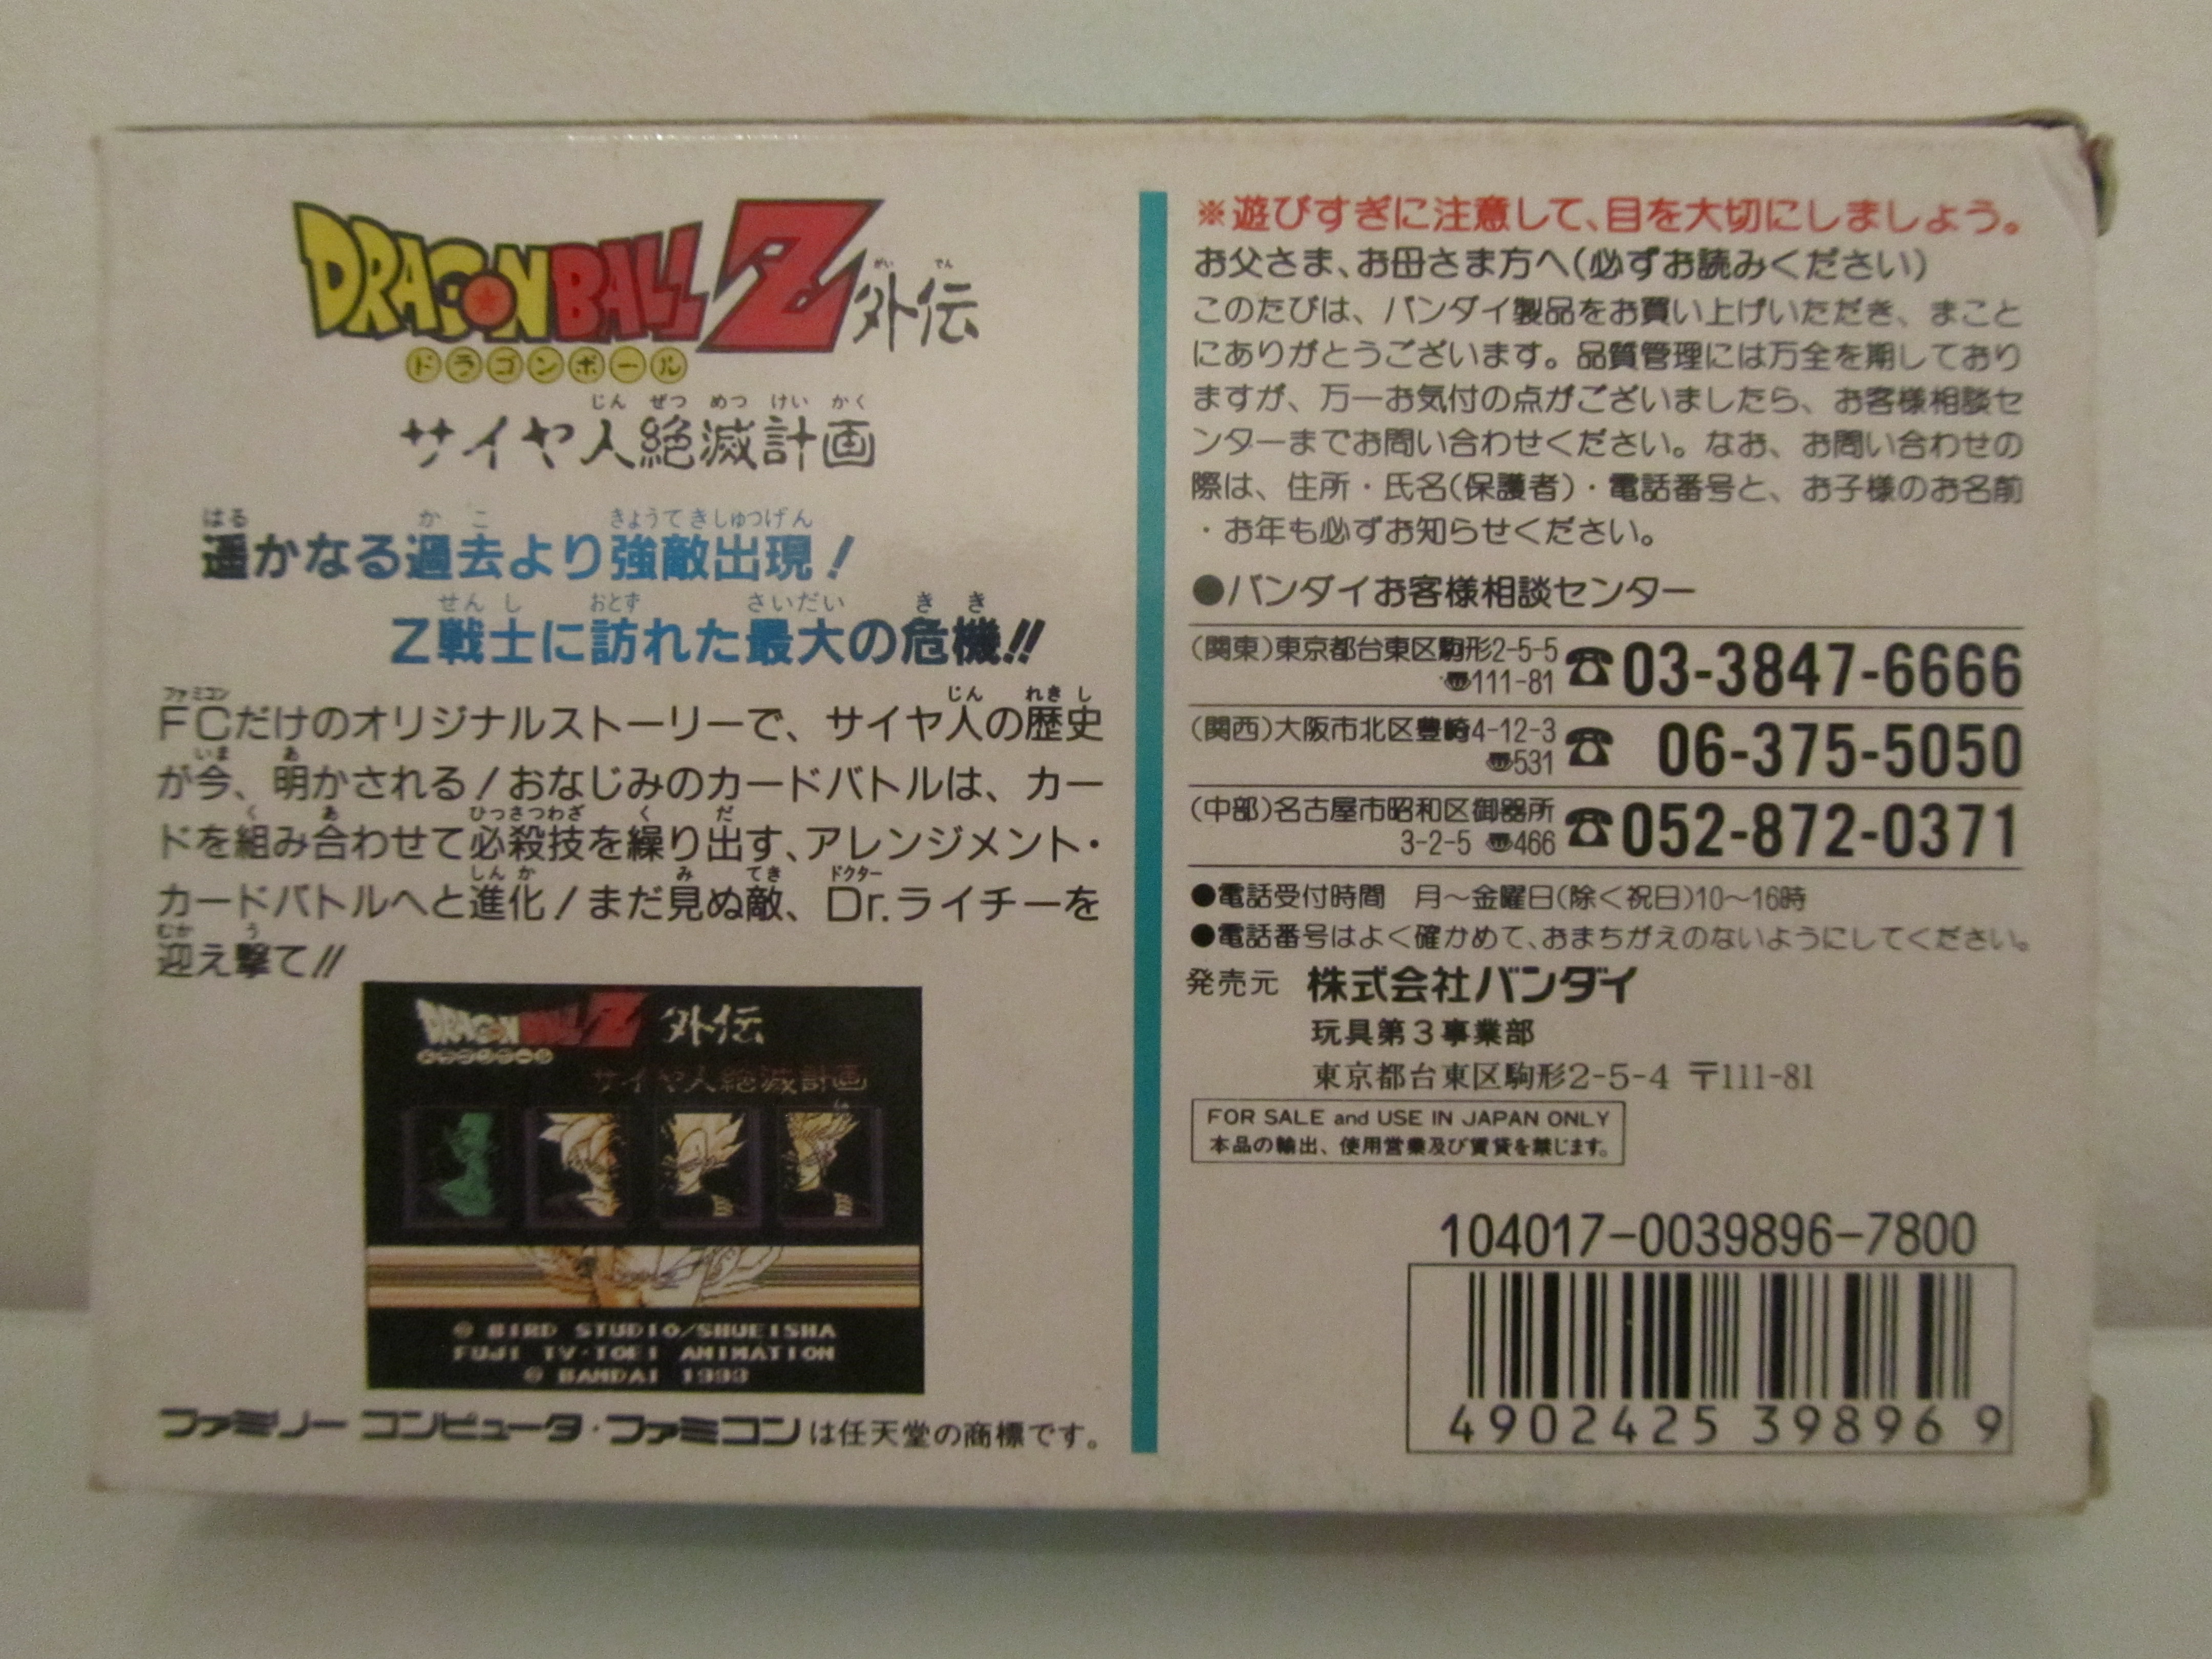 DRAGON BALL Z 外伝
ドラゴンボール
サイヤ人絶滅計画
遥かなる過去より強敵出現！
Z戦士に訪れた最大の危機!!
FCだけのオリジナルストーリーで、サイヤ人の歴史
が今、明かされる！おなじみのカードバトルは、カー
ドを組み合わせて必殺技を繰り出す、アレンジメント・
カードバトルへと進化！まだ見ぬ敵、Dr.ライチーを
迎え撃て!!
DRAGON BALL Z 外伝
ドラゴンボール
サイヤ人絶滅計画
© BIRD STUDIO/SHUEISHA
FUJI TV・TOEI ANIMATION
© BANDAI 1993
ファミリーコンピュータ・ファミコンは任天堂の商標です。
※遊びすぎに注意して、目を大切にしましょう。
お父さま、お母さま方へ(必ずお読みください)
このたびは、バンダイ製品をお買い上げいただき、まこと
にありがとうございます。品質管理には万全を期しており
ますが、万一お気付の点がございましたら、お客様相談セ
ンターまでお問い合わせください。なお、お問い合わせの
際は、住所・氏名(保護者)・電話番号と、お子様のお名前
・お年も必ずお知らせください。
●バンダイお客様相談センター
(関東)東京都台東区駒形2-5-5 ☎03-3847-6666
〠111-81
(関西)大阪市北区豊崎4-12-3 ☎06-375-5050
〠531
(中部)名古屋市昭和区御器所 ☎052-872-0371
3-2-5 〠466
●電話受付時間 月～金曜日(除く祝日)10～16時
●電話番号はよく確かめて、おまちがえのないようにしてください。
発売元 株式会社バンダイ
玩具第3事業部
東京都台東区駒形2-5-4 〒111-81
FOR SALE and USE IN JAPAN ONLY
本品の輸出、使用営業及び賃貸を禁じます。
104017-0039896-7800
4902425 398969